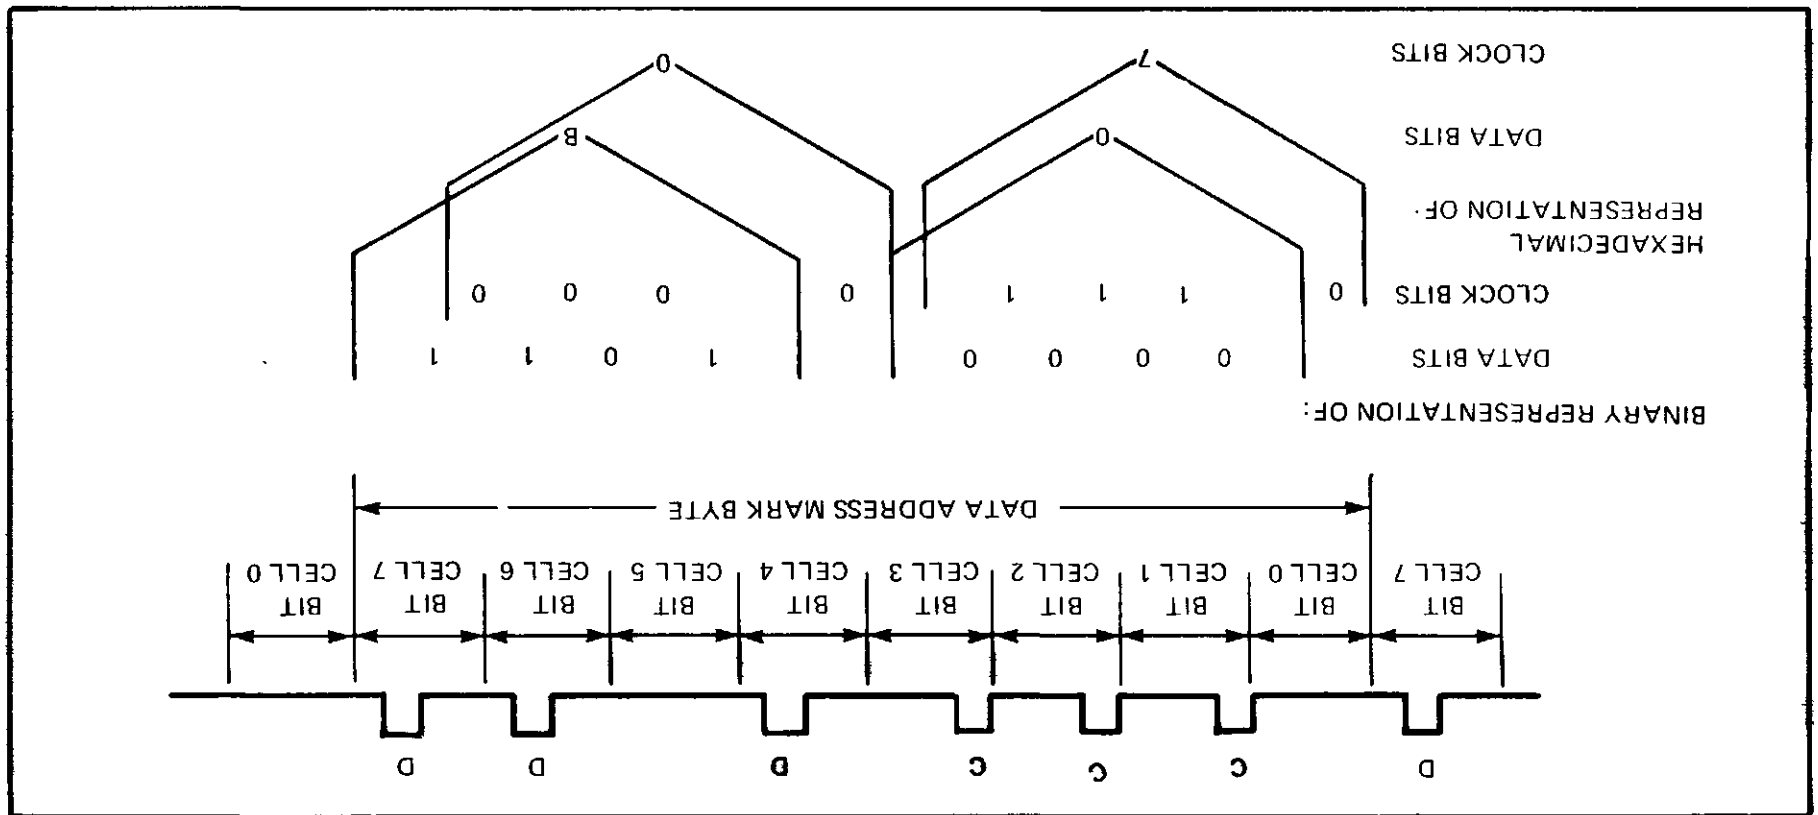 D C C C D D D
BIT BIT BIT BIT BIT BIT BIT BIT BIT BIT
CELL 7 CELL 0 CELL 1 CELL 2 CELL 3 CELL 4 CELL 5 CELL 6 CELL 7 CELL 0
DATA ADDRESS MARK BYTE
BINARY REPRESENTATION OF:
DATA BITS 0 0 0 0 1 0 1 1
CLOCK BITS 0 1 1 1 0 0 0 0
HEXADECIMAL
REPRESENTATION OF:
DATA BITS 0 B
CLOCK BITS 7 0